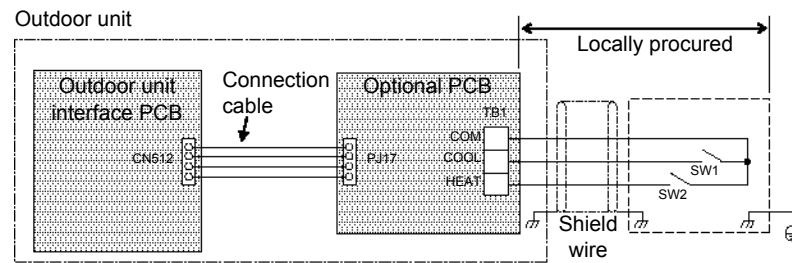 Outdoor unit
Locally procured
Outdoor unit
interface PCB
Connection
cable
Optional PCB
TB1
COM
COOL
HEAT
CN512
PJ17
SW1
SW2
Shield
wire